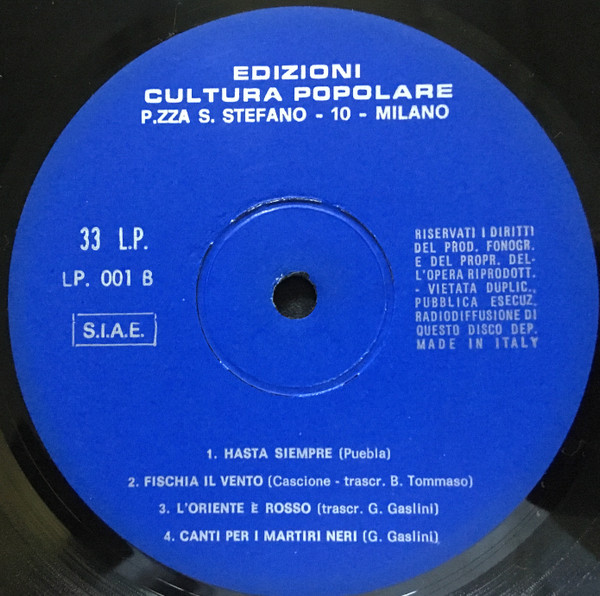 EDIZIONI
CULTURA POPOLARE
P.ZZA S. STEFANO - 10 - MILANO
33 L.P.
LP. 001 B
S.I.A.E.
RISERVATI I DIRITTI
DEL PROD. FONOGR.
E DEL PROPR. DEL-
L'OPERA RIPRODOTT.
- VIETATA DUPLIC.,
PUBBLICA ESECUZ.
RADIODIFFUSIONE DI
QUESTO DISCO DEP.
MADE IN ITALY
1. HASTA SIEMPRE (Puebla)
2. FISCHIA IL VENTO (Cascione - trascr. B. Tommaso)
3. L'ORIENTE È ROSSO (trascr. G. Gaslini)
4. CANTI PER I MARTIRI NERI (G. Gaslini)